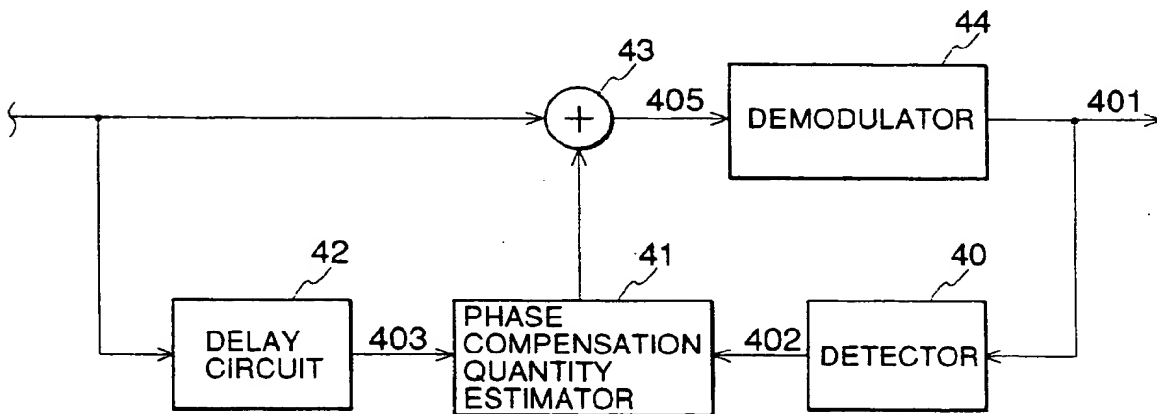 43
44
+
405
DEMODULATOR
401
42
41
40
DELAY
CIRCUIT
403
PHASE
COMPENSATION
QUANTITY
ESTIMATOR
402
DETECTOR